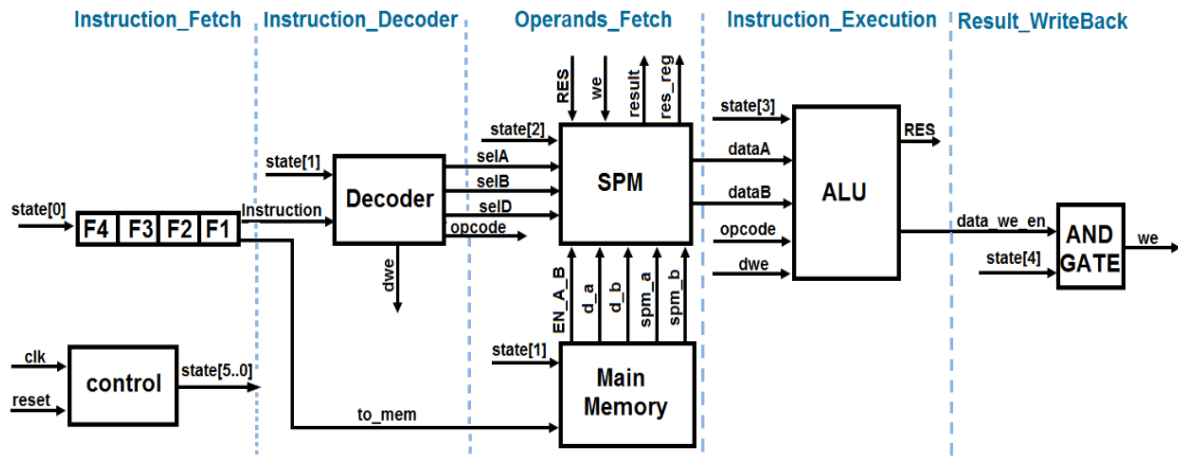 Instruction_Fetch
Instruction_Decoder
Operands_Fetch
Instruction_Execution
Result_WriteBack
state[0]
F4 F3 F2 F1
Instruction
to_mem
clk
reset
control
state[5..0]
state[1]
Decoder
selA
selB
selD
opcode
dwe
RES
we
result
res_reg
state[2]
SPM
EN_A_B
d_a
d_b
spm_a
spm_b
state[1]
Main
Memory
dataA
dataB
state[3]
opcode
dwe
ALU
RES
data_we_en
state[4]
AND
GATE
we